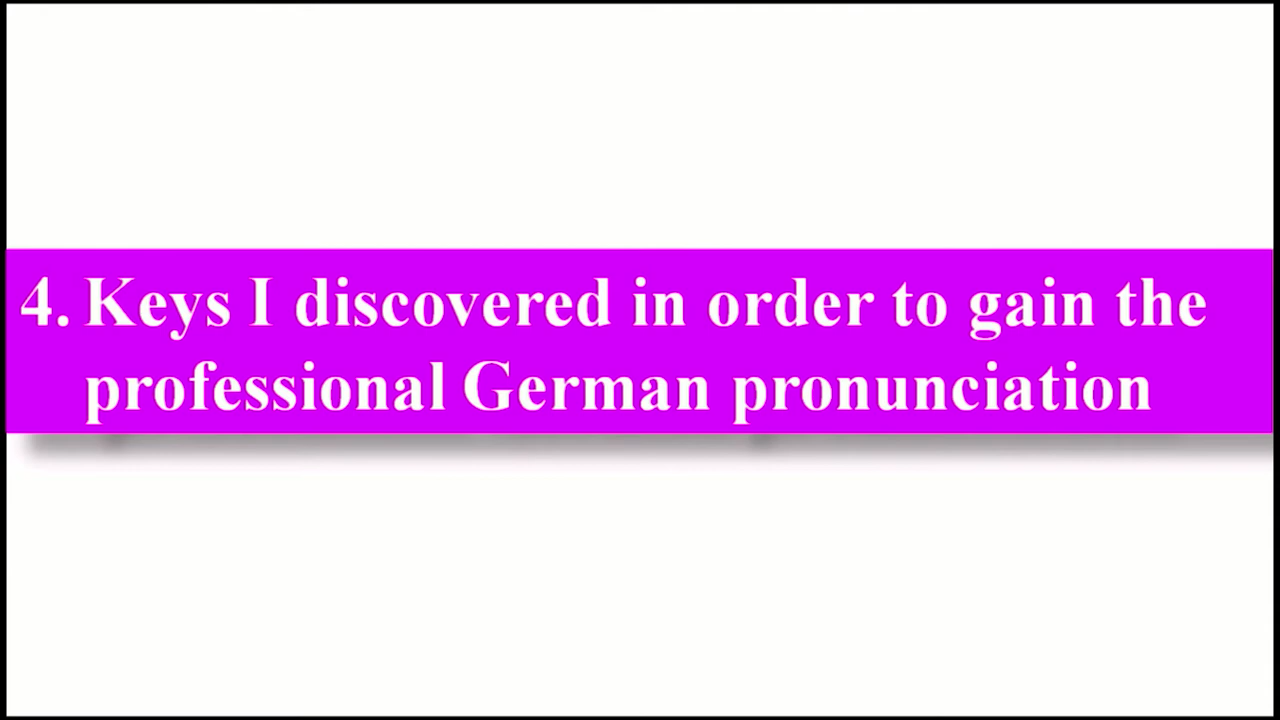 4. Keys I discovered in order to gain the
professional German pronunciation